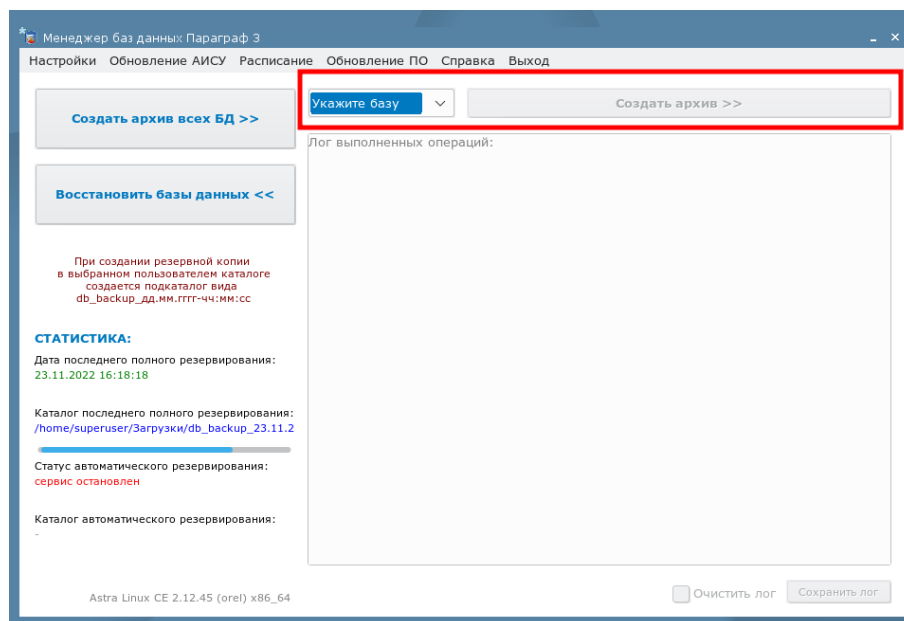 Менеджер баз данных Параграф 3
Настройки Обновление АИСУ Расписание Обновление ПО Справка Выход
Укажите базу
Создать архив >>
Создать архив всех БД >>
Восстановить базы данных <<
При создании резервной копии
в выбранном пользователем каталоге
создается подкаталог вида
db_backup_дд.мм.гггг-чч:мм:сс
СТАТИСТИКА:
Дата последнего полного резервирования:
23.11.2022 16:18:18
Каталог последнего полного резервирования:
/home/superuser/Загрузки/db_backup_23.11.2
Статус автоматического резервирования:
сервис остановлен
Каталог автоматического резервирования:
-
Astra Linux CE 2.12.45 (orel) x86_64
Лог выполненных операций:
Очистить лог
Сохранить лог